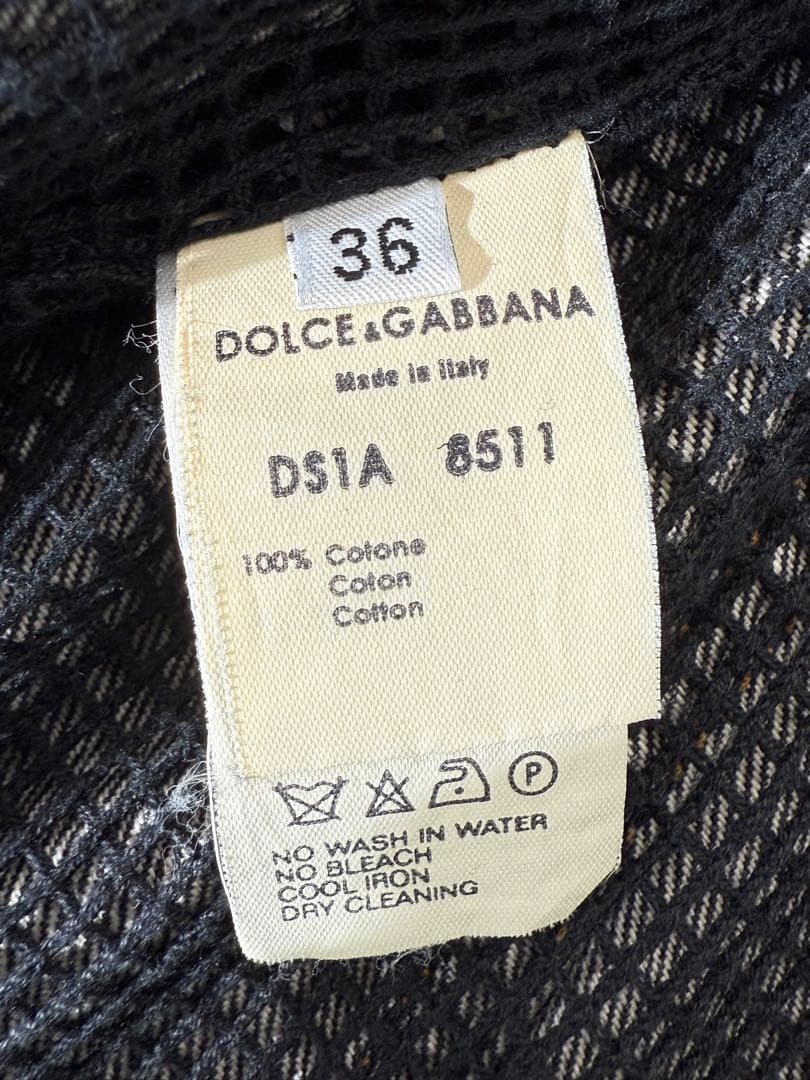 36
DOLCE&GABBANA
Made in Italy
DS1A 8511
100% Cotone
Coton
Cotton
P
NO WASH IN WATER
NO BLEACH
COOL IRON
DRY CLEANING